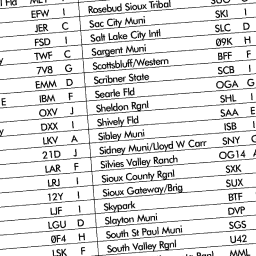 Fld
EFW I Rosebud Sioux Tribal
JER C Sac City Muni SKI I
FSD I Salt Lake City Intl SLC D
TWF C Sargent Muni 09K H
7V8 G Scottsbluff/Western BFF F
EMM D Scribner State SCB I
E IBM F Searle Fld OGA G
OXV J Sheldon Rgnl SHL I
y DXX I Shively Fld SAA E
LKV A Sibley Muni ISB I
21D J Sidney Muni/Lloyd W Carr SNY
LAR F Silvies Valley Ranch OG14
LRJ I Sioux County Rgnl SXK
12Y I Sioux Gateway/Brig SUX
LJF I Skypark BTF
LGU D Slayton Muni DVP
0F4 H South St Paul Muni SGS
LSK F South Valley Rgnl U42
Rgnl MML